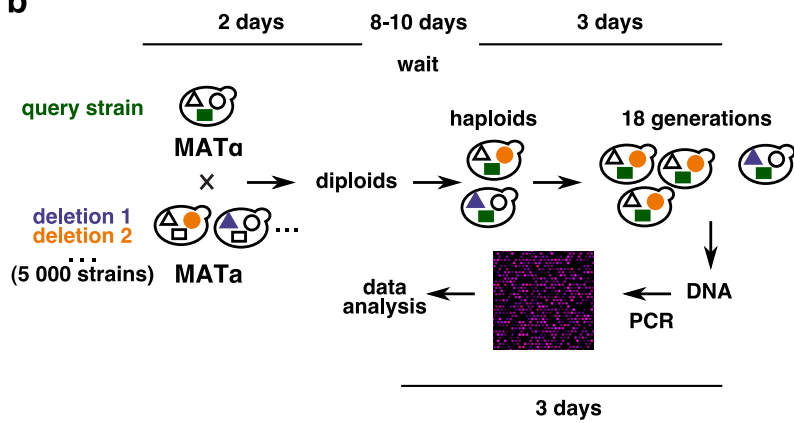 b
2 days
8-10 days
3 days
wait
query strain
MATα
haploids
18 generations
×
diploids
deletion 1
deletion 2
...
...
(5 000 strains)
MATa
data
analysis
DNA
PCR
3 days